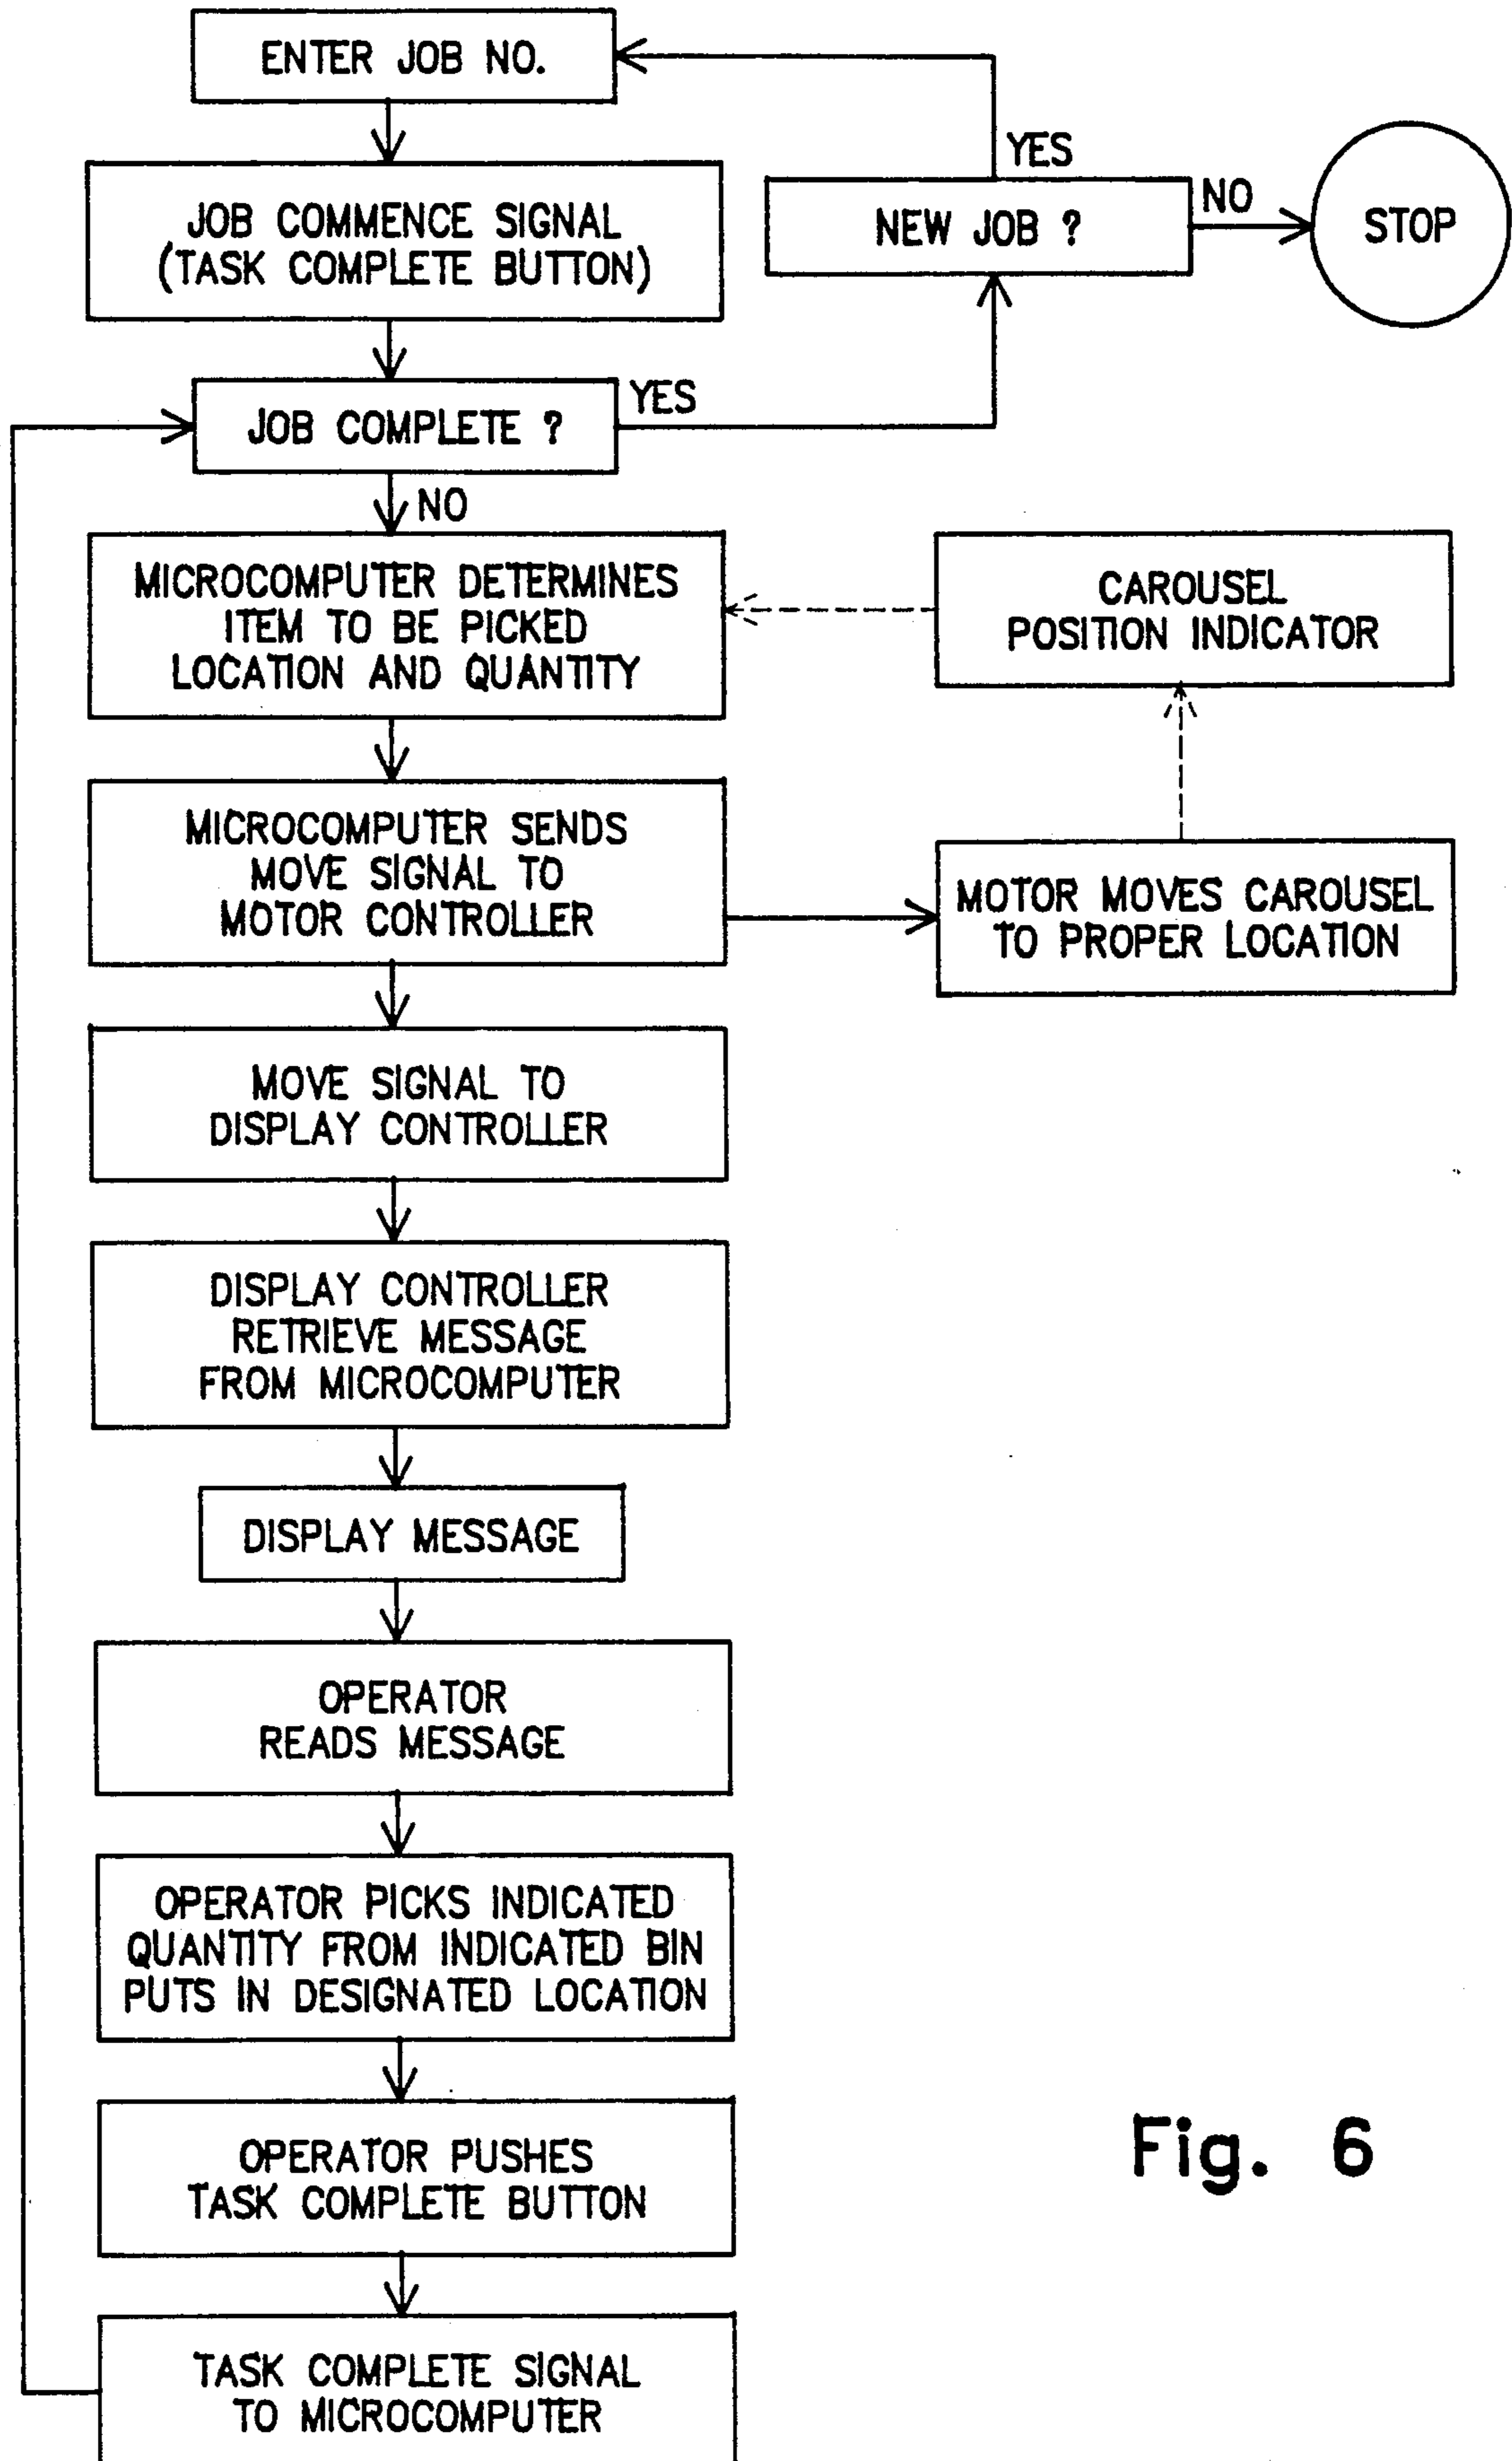 ENTER JOB NO.
JOB COMMENCE SIGNAL
(TASK COMPLETE BUTTON)
YES
NEW JOB ?
NO
STOP
JOB COMPLETE ?
YES
NO
MICROCOMPUTER DETERMINES
ITEM TO BE PICKED
LOCATION AND QUANTITY
CAROUSEL
POSITION INDICATOR
MICROCOMPUTER SENDS
MOVE SIGNAL TO
MOTOR CONTROLLER
MOTOR MOVES CAROUSEL
TO PROPER LOCATION
MOVE SIGNAL TO
DISPLAY CONTROLLER
DISPLAY CONTROLLER
RETRIEVE MESSAGE
FROM MICROCOMPUTER
DISPLAY MESSAGE
OPERATOR
READS MESSAGE
OPERATOR PICKS INDICATED
QUANTITY FROM INDICATED BIN
PUTS IN DESIGNATED LOCATION
OPERATOR PUSHES
TASK COMPLETE BUTTON
TASK COMPLETE SIGNAL
TO MICROCOMPUTER
Fig. 6